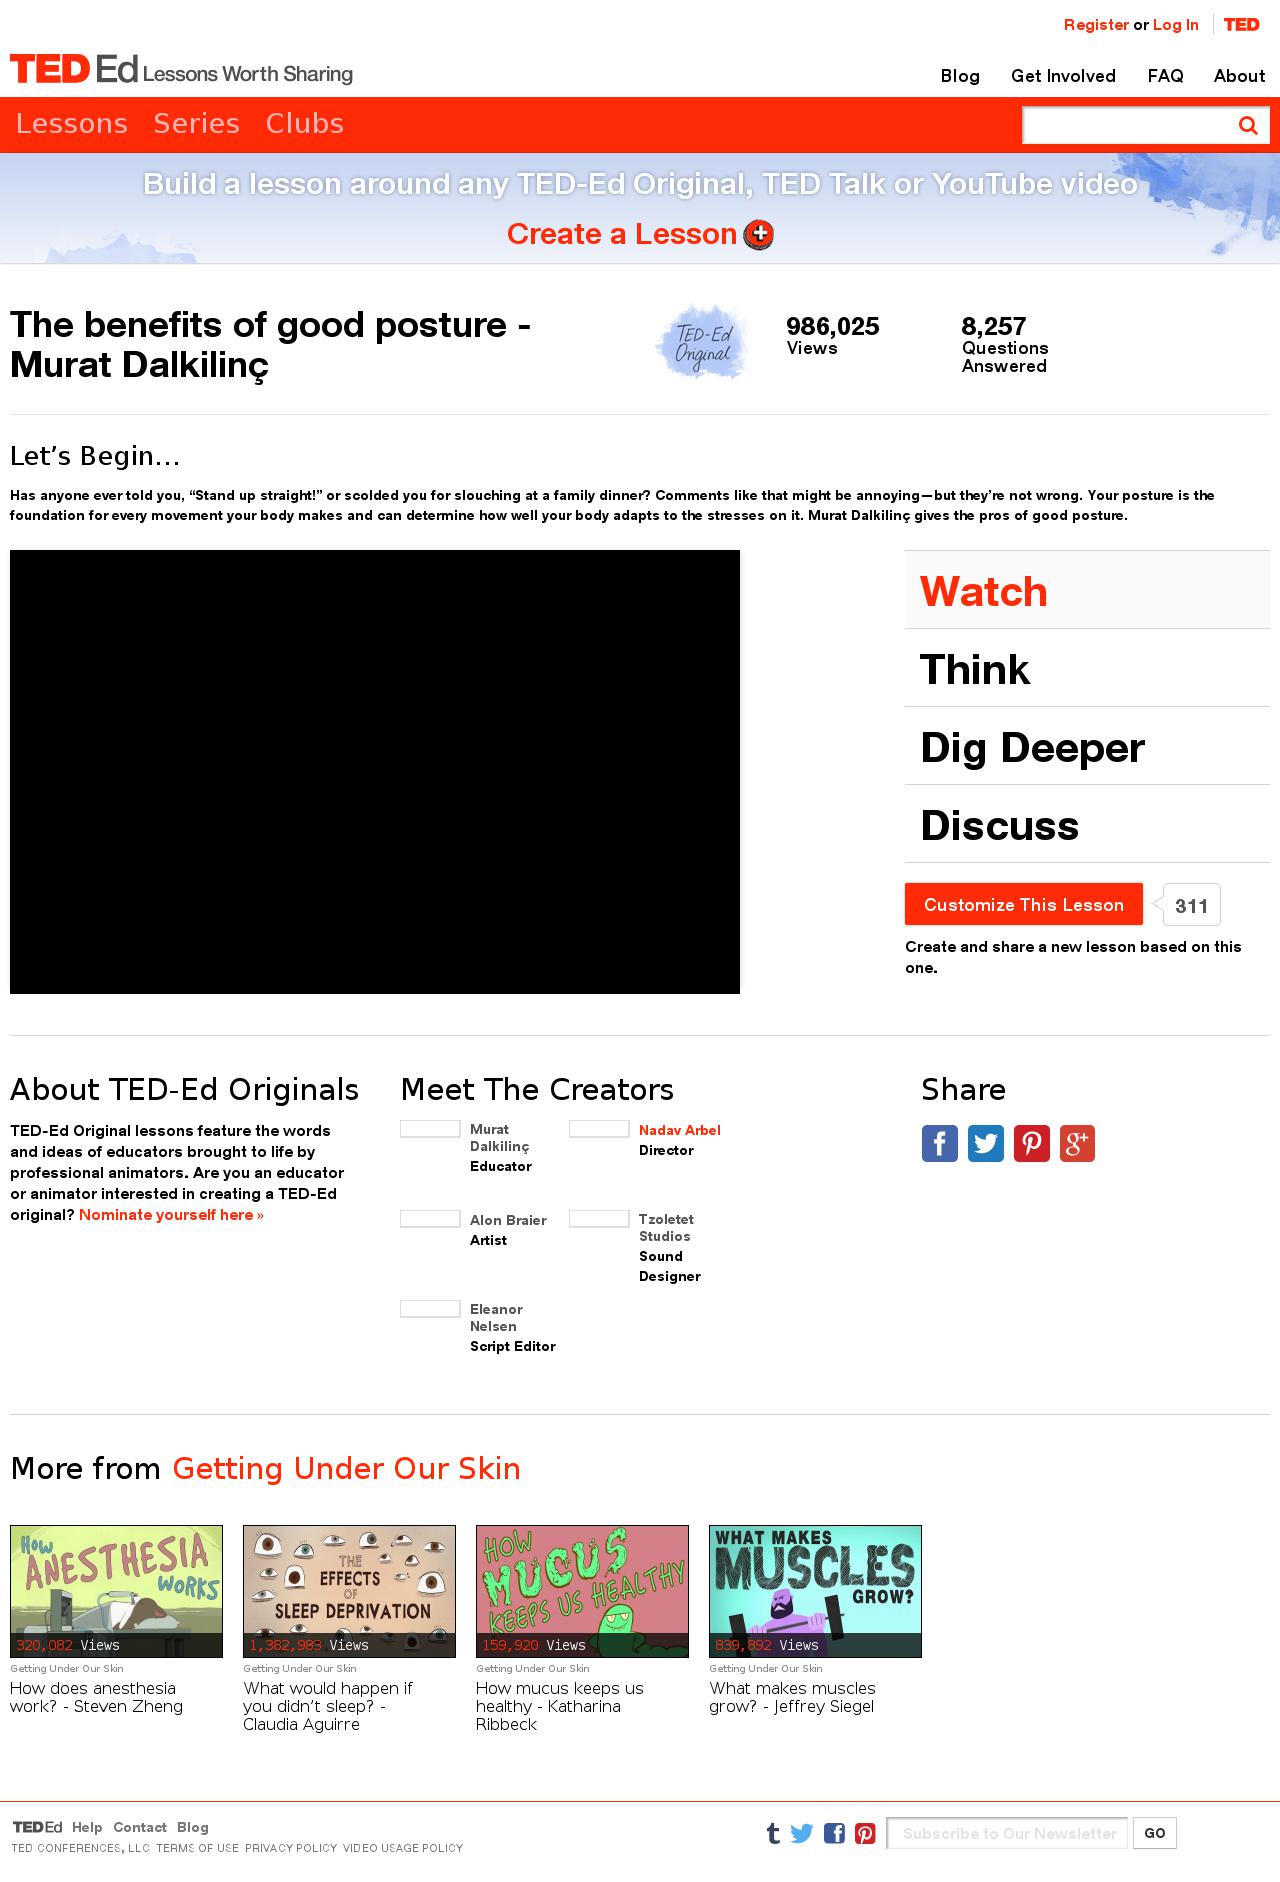 Register or Log In
TED
TED Ed Lessons Worth Sharing
Blog Get Involved FAQ About
Lessons Series Clubs
Build a lesson around any TED-Ed Original, TED Talk or YouTube video
Create a Lesson
The benefits of good posture -
Murat Dalkilinç
TED-Ed
Original
986,025
Views
8,257
Questions
Answered
Let's Begin…
Has anyone ever told you, “Stand up straight!” or scolded you for slouching at a family dinner? Comments like that might be annoying—but they're not wrong. Your posture is the
foundation for every movement your body makes and can determine how well your body adapts to the stresses on it. Murat Dalkilinç gives the pros of good posture.
Watch
Think
Dig Deeper
Discuss
Customize This Lesson
311
Create and share a new lesson based on this
one.
About TED-Ed Originals
TED-Ed Original lessons feature the words
and ideas of educators brought to life by
professional animators. Are you an educator
or animator interested in creating a TED-Ed
original? Nominate yourself here »
Meet The Creators
Murat
Dalkilinç
Educator
Nadav Arbel
Director
Alon Braier
Artist
Tzoletet
Studios
Sound
Designer
Eleanor
Nelsen
Script Editor
Share
More from Getting Under Our Skin
HOW
ANESTHESIA
WORKS
320,082 Views
Getting Under Our Skin
How does anesthesia
work? - Steven Zheng
THE
EFFECTS
OF
SLEEP DEPRIVATION
1,382,983 Views
Getting Under Our Skin
What would happen if
you didn't sleep? -
Claudia Aguirre
HOW
MUCUS
KEEPS US HEALTHY
159,920 Views
Getting Under Our Skin
How mucus keeps us
healthy - Katharina
Ribbeck
WHAT MAKES
MUSCLES
GROW?
839,892 Views
Getting Under Our Skin
What makes muscles
grow? - Jeffrey Siegel
TEDEd Help Contact Blog
TED CONFERENCES, LLC TERMS OF USE PRIVACY POLICY VIDEO USAGE POLICY
Subscribe to Our Newsletter
GO